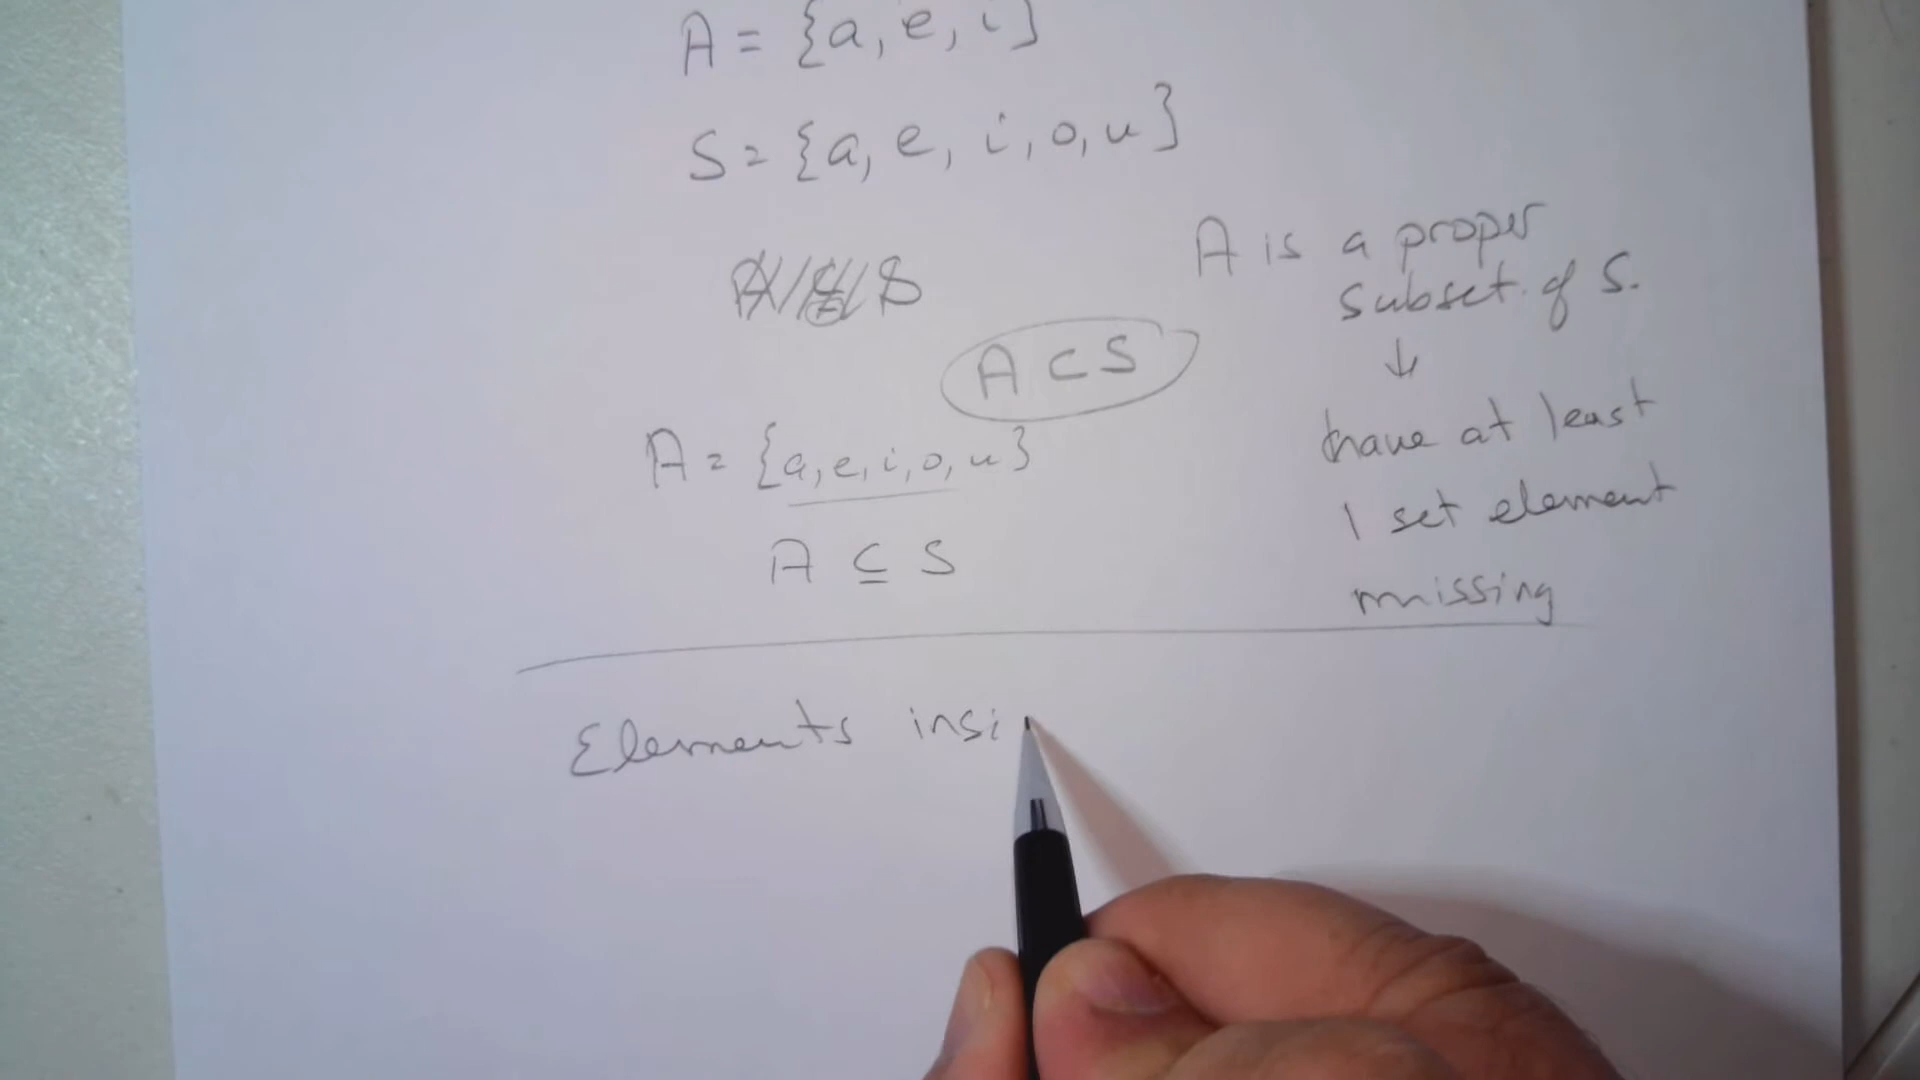 A = {a, e, i}
S = {a, e, i, o, u}
A is a proper
subset of S.
↓
have at least
1 set element
missing
A ⊂ S
A = {a, e, i, o, u}
A ⊆ S
Elements insi